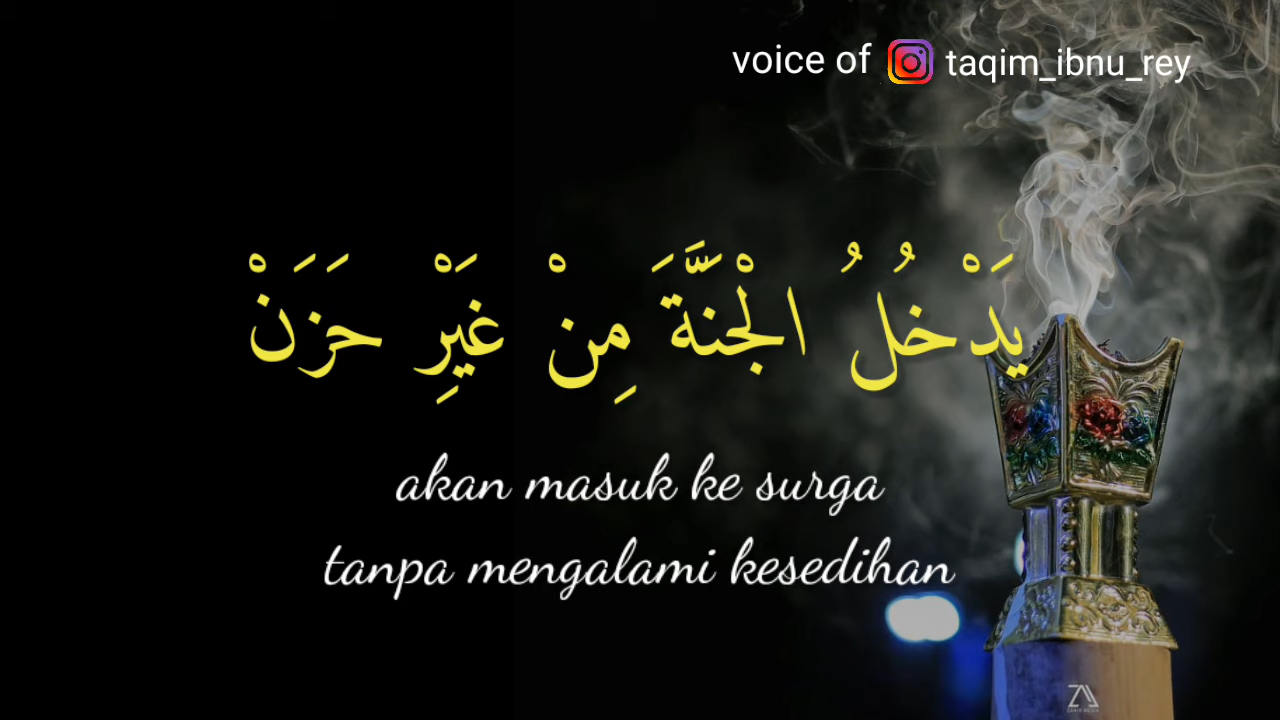 voice of taqim_ibnu_rey
يَدْخُلُ الْجَنَّةَ مِنْ غَيْرِ حَزَنْ
akan masuk ke surga
tanpa mengalami kesedihan